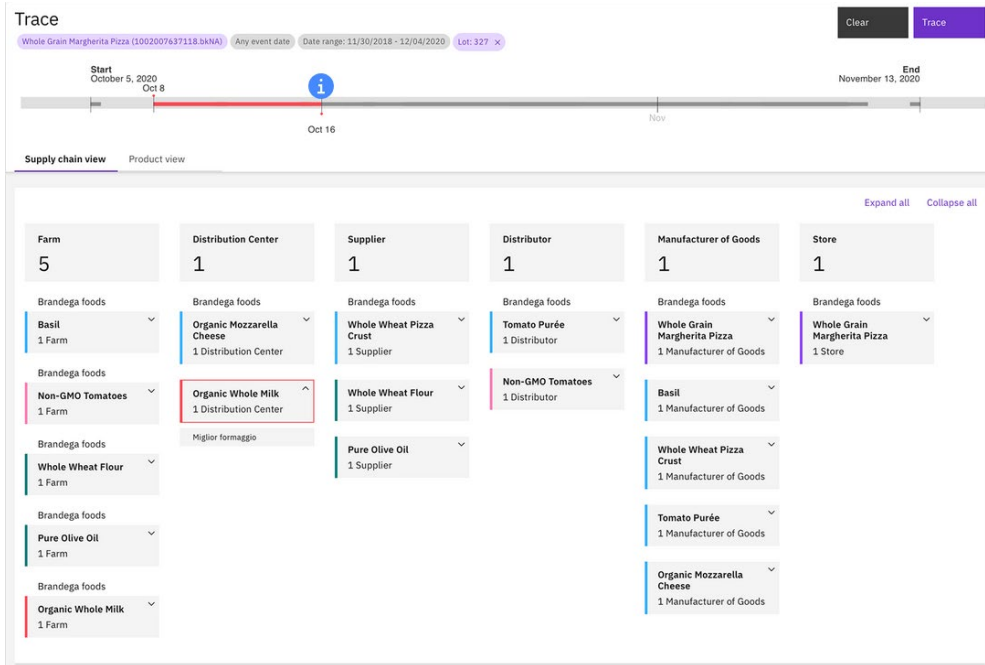 Trace
Clear
Trace
Whole Grain Margherita Pizza (1002007637118.bkNA)
Any event date
Date range: 11/30/2018 - 12/04/2020
Lot: 327 ×
Start
October 5, 2020
End
November 13, 2020
Oct 8
i
Oct 16
Nov
Supply chain view
Product view
Expand all
Collapse all
Farm
5
Brandega foods
Basil
1 Farm
Brandega foods
Non-GMO Tomatoes
1 Farm
Brandega foods
Whole Wheat Flour
1 Farm
Brandega foods
Pure Olive Oil
1 Farm
Brandega foods
Organic Whole Milk
1 Farm
Distribution Center
1
Brandega foods
Organic Mozzarella
Cheese
1 Distribution Center
Organic Whole Milk
1 Distribution Center
Miglior formaggio
Supplier
1
Brandega foods
Whole Wheat Pizza
Crust
1 Supplier
Whole Wheat Flour
1 Supplier
Pure Olive Oil
1 Supplier
Distributor
1
Brandega foods
Tomato Purée
1 Distributor
Non-GMO Tomatoes
1 Distributor
Manufacturer of Goods
1
Brandega foods
Whole Grain
Margherita Pizza
1 Manufacturer of Goods
Basil
1 Manufacturer of Goods
Whole Wheat Pizza
Crust
1 Manufacturer of Goods
Tomato Purée
1 Manufacturer of Goods
Organic Mozzarella
Cheese
1 Manufacturer of Goods
Store
1
Brandega foods
Whole Grain
Margherita Pizza
1 Store